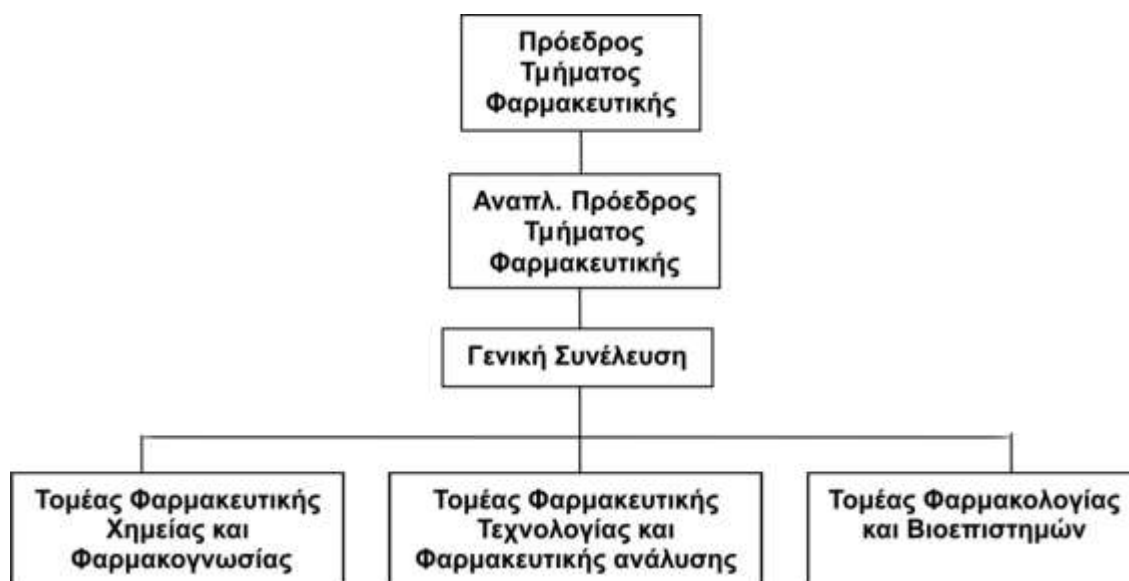 Πρόεδρος
Τμήματος
Φαρμακευτικής
Αναπλ. Πρόεδρος
Τμήματος
Φαρμακευτικής
Γενική Συνέλευση
Τομέας Φαρμακευτικής
Χημείας και
Φαρμακογνωσίας
Τομέας Φαρμακευτικής
Τεχνολογίας και
Φαρμακευτικής ανάλυσης
Τομέας Φαρμακολογίας
και Βιοεπιστημών